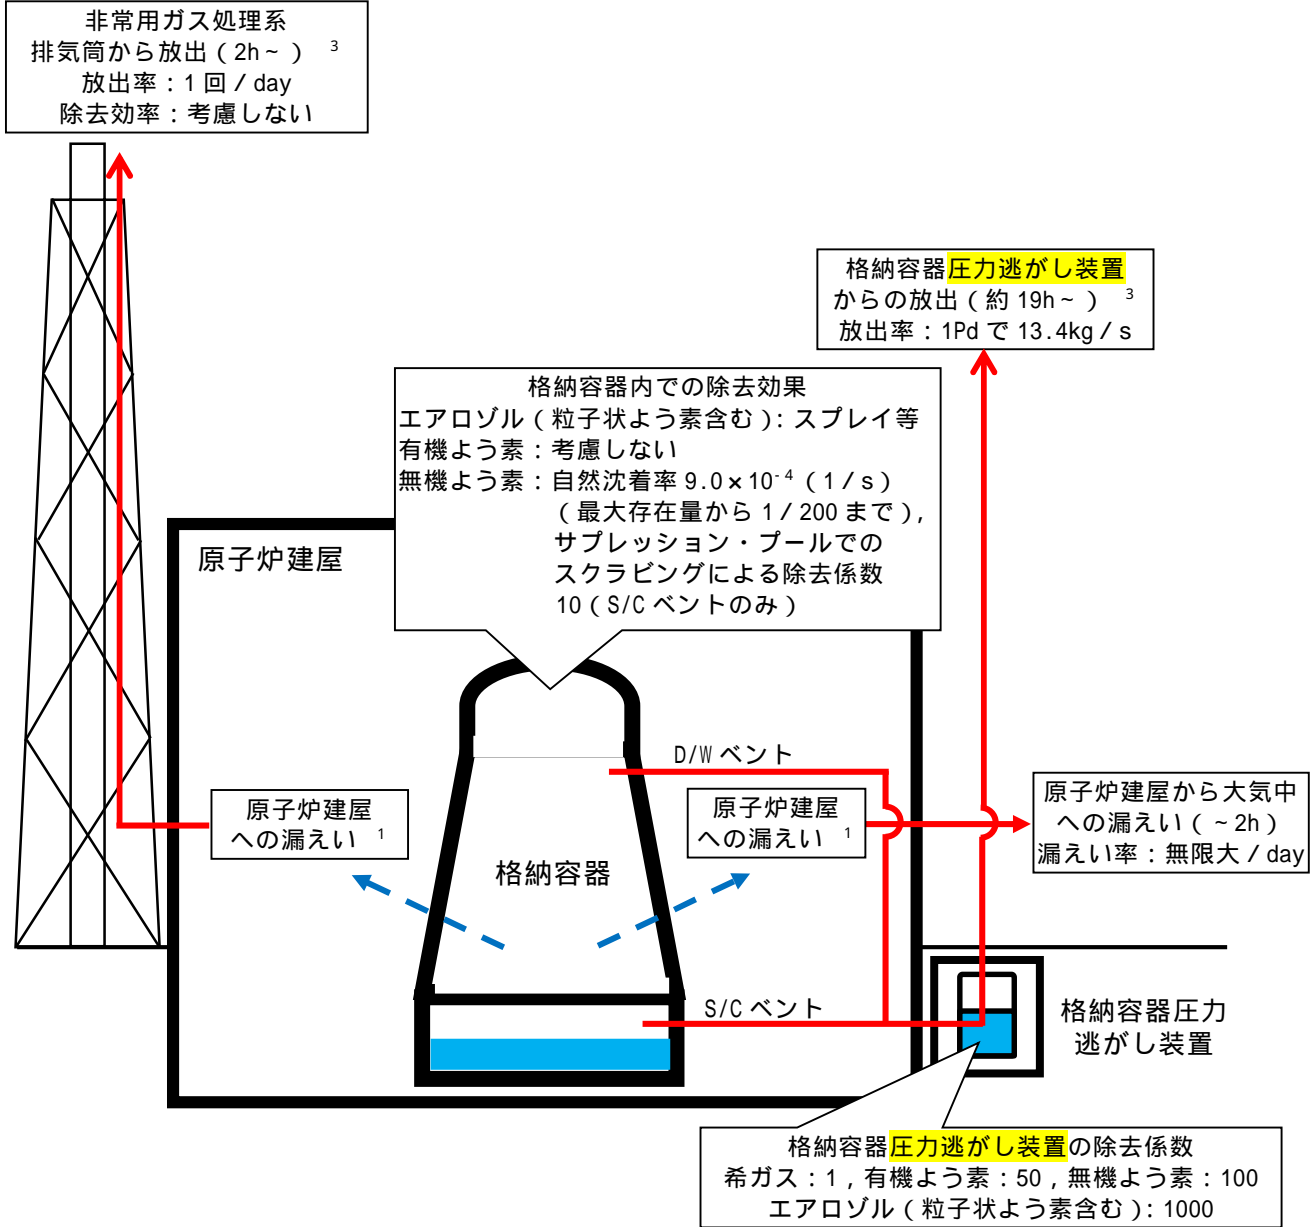 非常用ガス処理系
排気筒から放出（2h～） 3
放出率：1回／day
除去効率：考慮しない
格納容器圧力逃がし装置
からの放出（約19h～） 3
放出率：1Pdで13.4kg／s
格納容器内での除去効果
エアロゾル（粒子状よう素含む）：スプレイ等
有機よう素：考慮しない
無機よう素：自然沈着率9.0×10-4（1／s）
（最大存在量から1／200まで），
サプレッション・プールでの
スクラビングによる除去係数
10（S/Cベントのみ）
原子炉建屋
D/Wベント
原子炉建屋
への漏えい 1
原子炉建屋
への漏えい 1
原子炉建屋から大気中
への漏えい（～2h）
漏えい率：無限大／day
格納容器
S/Cベント
格納容器圧力
逃がし装置
格納容器圧力逃がし装置の除去係数
希ガス：1，有機よう素：50，無機よう素：100
エアロゾル（粒子状よう素含む）：1000